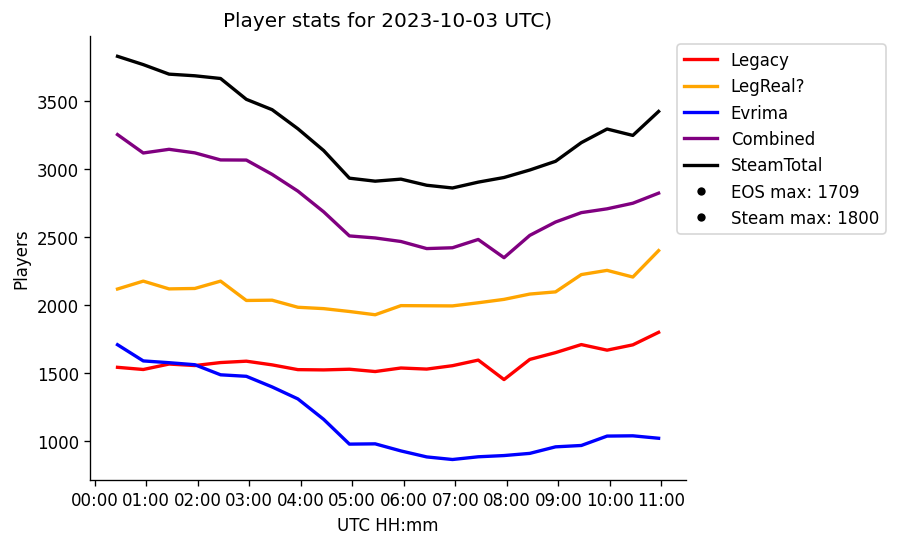 Player stats for 2023-10-03 UTC)
Legacy
LegReal?
Evrima
Combined
SteamTotal
EOS max: 1709
Steam max: 1800
3500
3000
2500
2000
1500
1000
Players
00:00 01:00 02:00 03:00 04:00 05:00 06:00 07:00 08:00 09:00 10:00 11:00
UTC HH:mm